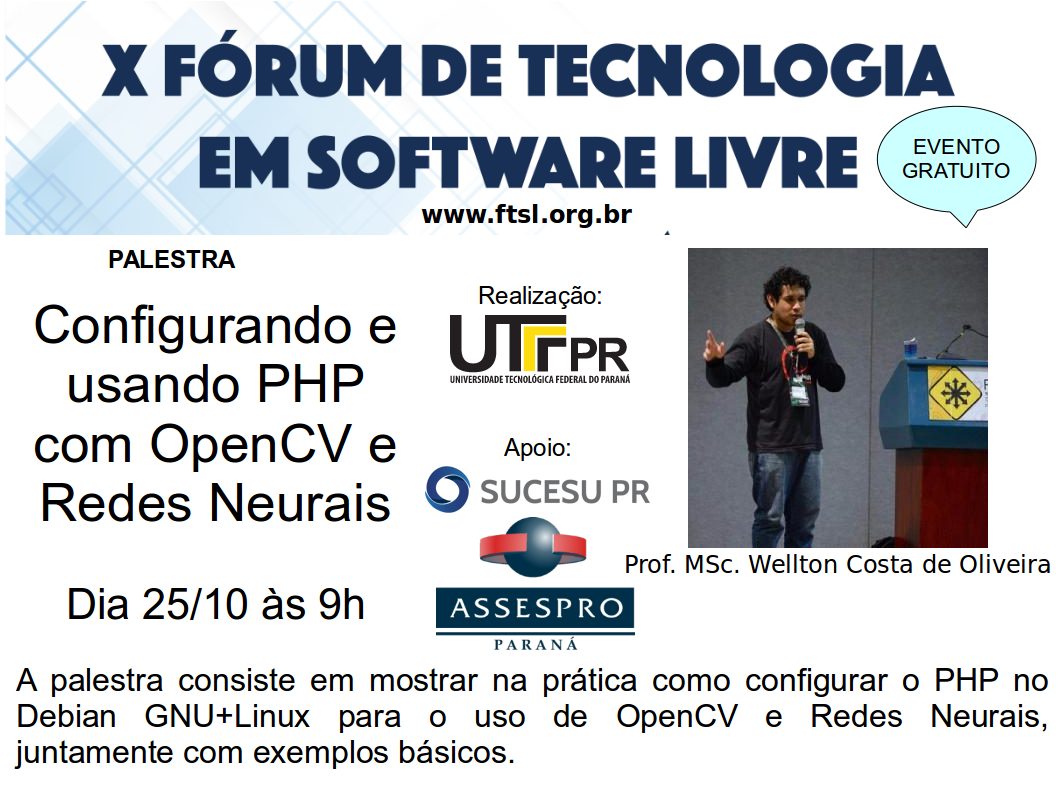 X FÓRUM DE TECNOLOGIA
EM SOFTWARE LIVRE
www.ftsl.org.br
EVENTO
GRATUITO
PALESTRA
Configurando e
usando PHP
com OpenCV e
Redes Neurais
Dia 25/10 às 9h
Realização:
UTFPR
UNIVERSIDADE TECNOLÓGICA FEDERAL DO PARANÁ
Apoio:
SUCESU PR
ASSESPRO
PARANÁ
Prof. MSc. Wellton Costa de Oliveira
A palestra consiste em mostrar na prática como configurar o PHP no
Debian GNU+Linux para o uso de OpenCV e Redes Neurais,
juntamente com exemplos básicos.